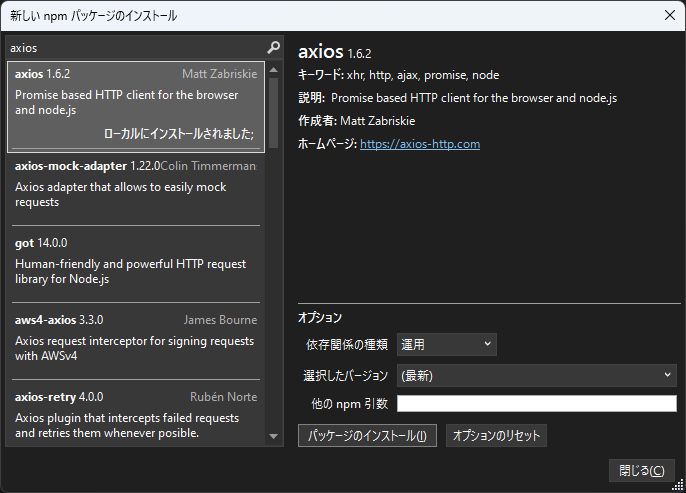 新しい npm パッケージのインストール
axios
axios 1.6.2 Matt Zabriskie
Promise based HTTP client for the browser
and node.js
ローカルにインストールされました;
axios-mock-adapter 1.22.0 Colin Timmermans
Axios adapter that allows to easily mock
requests
got 14.0.0
Human-friendly and powerful HTTP request
library for Node.js
aws4-axios 3.3.0 James Bourne
Axios request interceptor for signing requests
with AWSv4
axios-retry 4.0.0 Rubén Norte
Axios plugin that intercepts failed requests
and retries them whenever posible.
axios 1.6.2
キーワード: xhr, http, ajax, promise, node
説明: Promise based HTTP client for the browser and node.js
作成者: Matt Zabriskie
ホームページ: https://axios-http.com
オプション
依存関係の種類 運用
選択したバージョン (最新)
他の npm 引数
パッケージのインストール(I) オプションのリセット
閉じる(C)